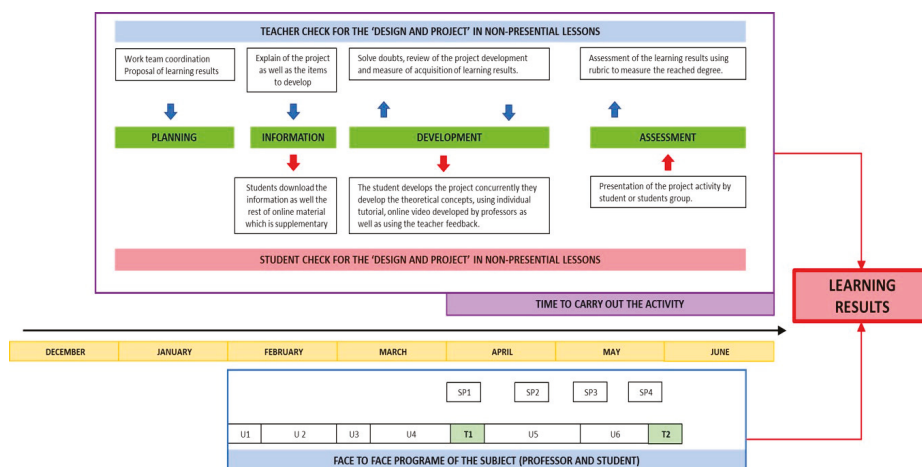 TEACHER CHECK FOR THE ‘DESIGN AND PROJECT’ IN NON-PRESENTIAL LESSONS
Work team coordination
Proposal of learning results
Explain of the project
as well as the items
to develop
Solve doubts, review of the project development
and measure of acquisition of learning results.
Assessment of the learning results using
rubric to measure the reached degree.
PLANNING
INFORMATION
DEVELOPMENT
ASSESSMENT
Students download the
information as well the
rest of online material
which is supplementary
The student develops the project concurrently they
develop the theoretical concepts, using individual
tutorial, online video developed by professors as
well as using the teacher feedback.
Presentation of the project activity by
student or students group.
STUDENT CHECK FOR THE ‘DESIGN AND PROJECT’ IN NON-PRESENTIAL LESSONS
TIME TO CARRY OUT THE ACTIVITY
LEARNING
RESULTS
DECEMBER
JANUARY
FEBRUARY
MARCH
APRIL
MAY
JUNE
SP1
SP2
SP3
SP4
U1
U 2
U3
U4
T1
U5
U6
T2
FACE TO FACE PROGRAME OF THE SUBJECT (PROFESSOR AND STUDENT)